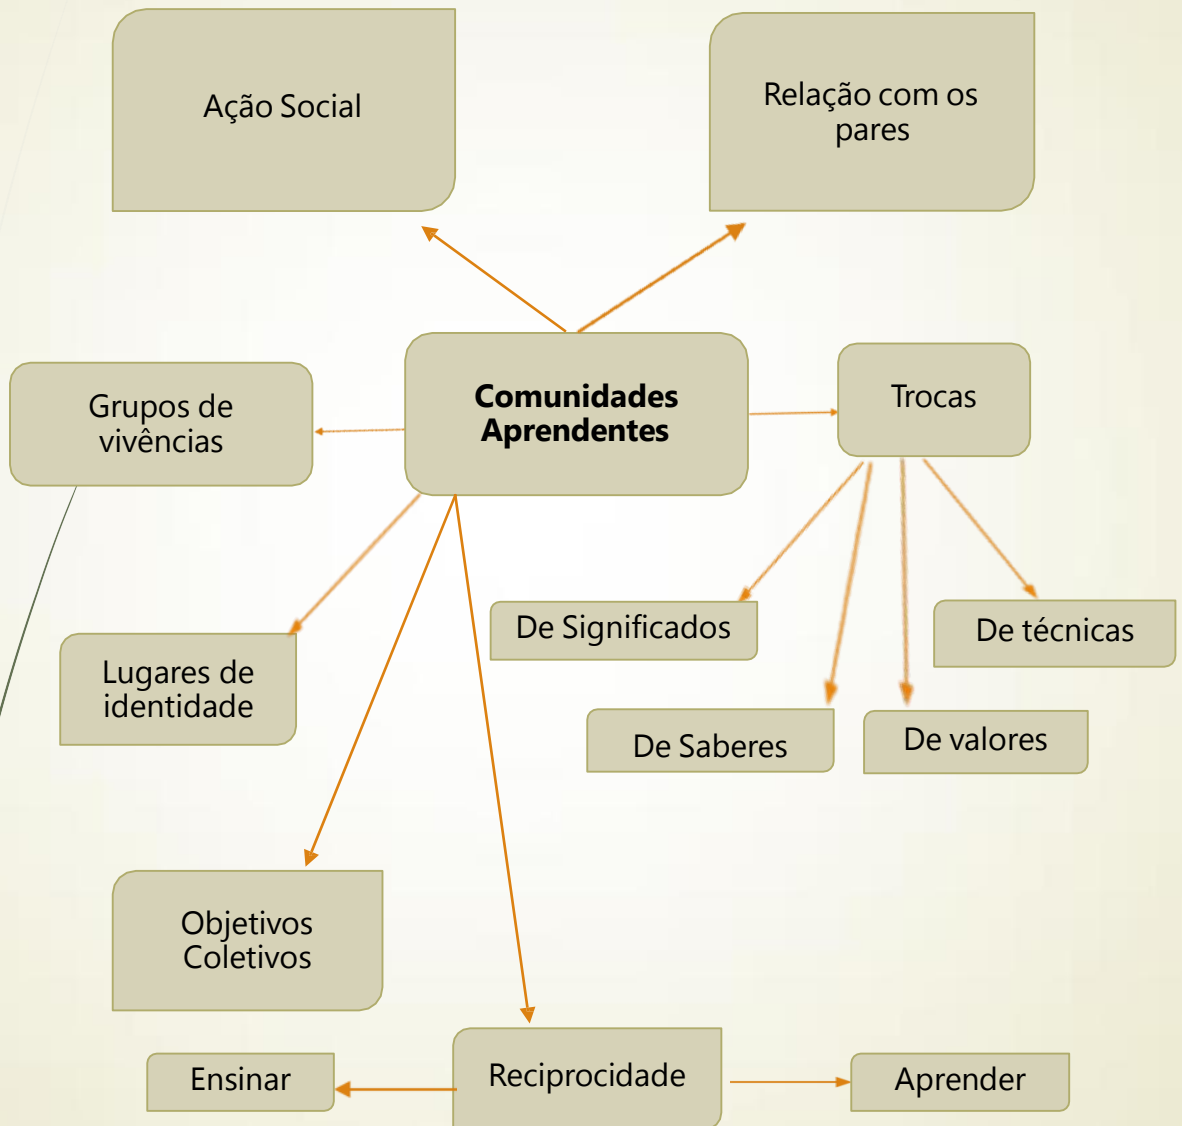 Ação Social
Relação com os
pares
Comunidades
Aprendentes
Grupos de
vivências
Trocas
De Significados
De técnicas
Lugares de
identidade
De Saberes
De valores
Objetivos
Coletivos
Ensinar
Reciprocidade
Aprender